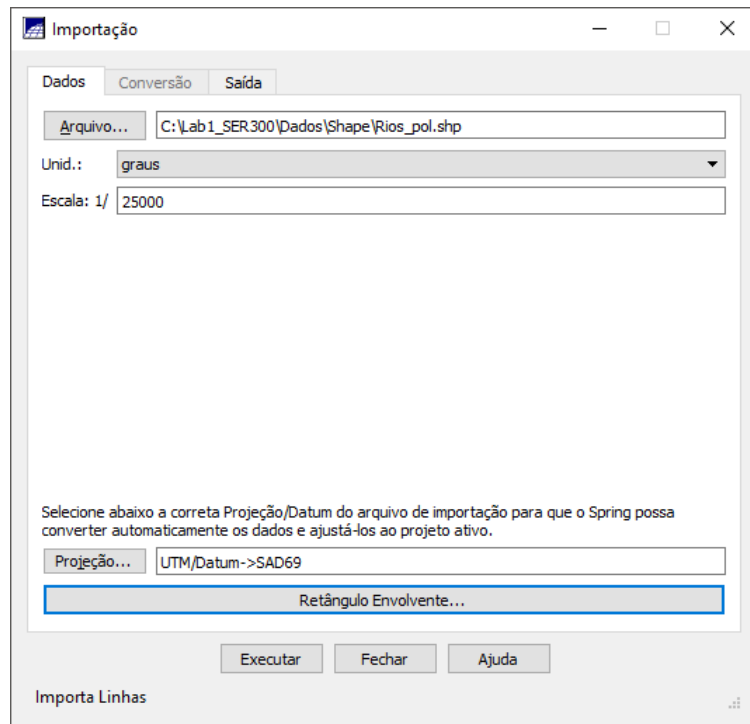 Importação
Dados Conversão Saída
Arquivo... C:\Lab1_SER300\Dados\Shape\Rios_pol.shp
Unid.: graus
Escala: 1/ 25000
Selecione abaixo a correta Projeção/Datum do arquivo de importação para que o Spring possa
converter automaticamente os dados e ajustá-los ao projeto ativo.
Projeção... UTM/Datum->SAD69
Retângulo Envolvente...
Executar Fechar Ajuda
Importa Linhas